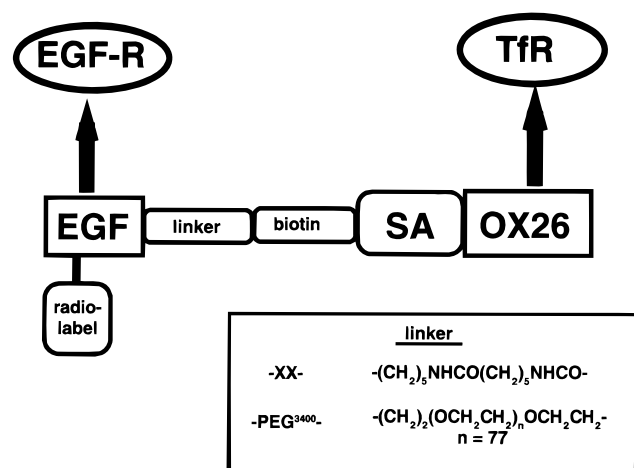 EGF-R
TfR
EGF
linker
biotin
SA
OX26
radio-
label
linker
-XX- -(CH₂)₅NHCO(CH₂)₅NHCO-
-PEG³⁴⁰⁰- -(CH₂)₂(OCH₂CH₂)ₙOCH₂CH₂-
n = 77